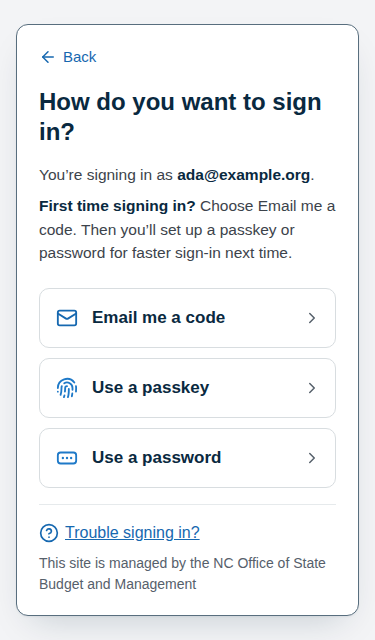 Back
How do you want to sign
in?
You’re signing in as ada@example.org.
First time signing in? Choose Email me a
code. Then you’ll set up a passkey or
password for faster sign-in next time.
Email me a code
Use a passkey
Use a password
Trouble signing in?
This site is managed by the NC Office of State
Budget and Management